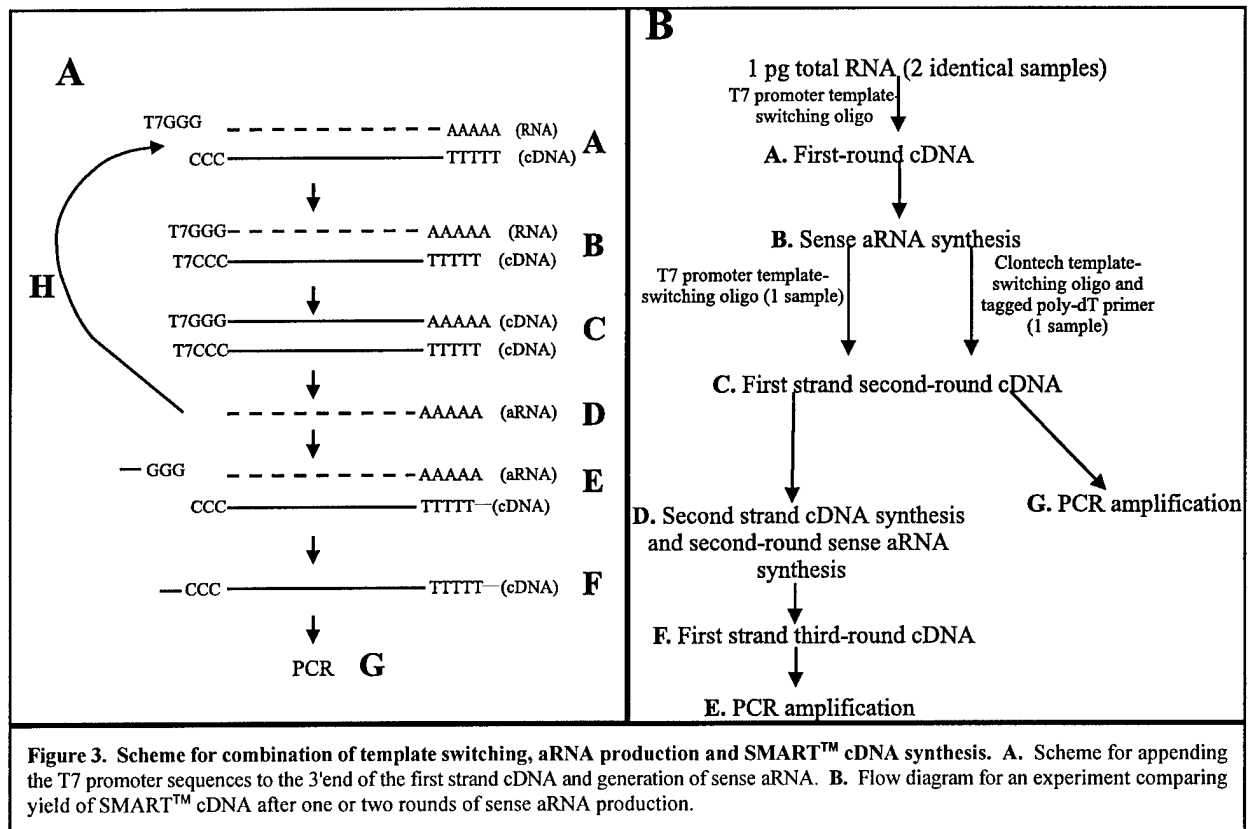 A
T7GGG
AAAAA (RNA)
CCC TTTTT (cDNA)
A
T7GGG AAAAA (RNA)
T7CCC TTTTT (cDNA)
B
H
T7GGG AAAAA (cDNA)
T7CCC TTTTT (cDNA)
C
AAAAA (aRNA)
D
GGG
AAAAA (aRNA)
CCC TTTTT (cDNA)
E
CCC TTTTT (cDNA)
F
PCR G
B
1 pg total RNA (2 identical samples)
T7 promoter template-
switching oligo
A. First-round cDNA
B. Sense aRNA synthesis
T7 promoter template-
switching oligo (1 sample)
Clontech template-
switching oligo and
tagged poly-dT primer
(1 sample)
C. First strand second-round cDNA
D. Second strand cDNA synthesis
and second-round sense aRNA
synthesis
G. PCR amplification
F. First strand third-round cDNA
E. PCR amplification
Figure 3. Scheme for combination of template switching, aRNA production and SMART™ cDNA synthesis. A. Scheme for appending
the T7 promoter sequences to the 3'end of the first strand cDNA and generation of sense aRNA. B. Flow diagram for an experiment comparing
yield of SMART™ cDNA after one or two rounds of sense aRNA production.